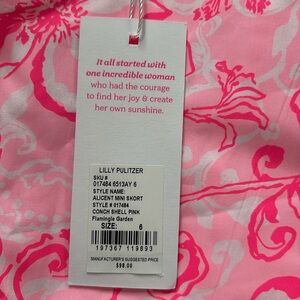 It all started with
one incredible woman
who had the courage
to find her joy & create
her own sunshine.
LILLY PULITZER
SKU #
017484 6513AY 6
STYLE NAME:
ALICENT MINI SKORT
STYLE # 017484
CONCH SHELL PINK
Flamingle Garden
SIZE: 6
197367 119893
MANUFACTURER'S SUGGESTED PRICE
$98.00